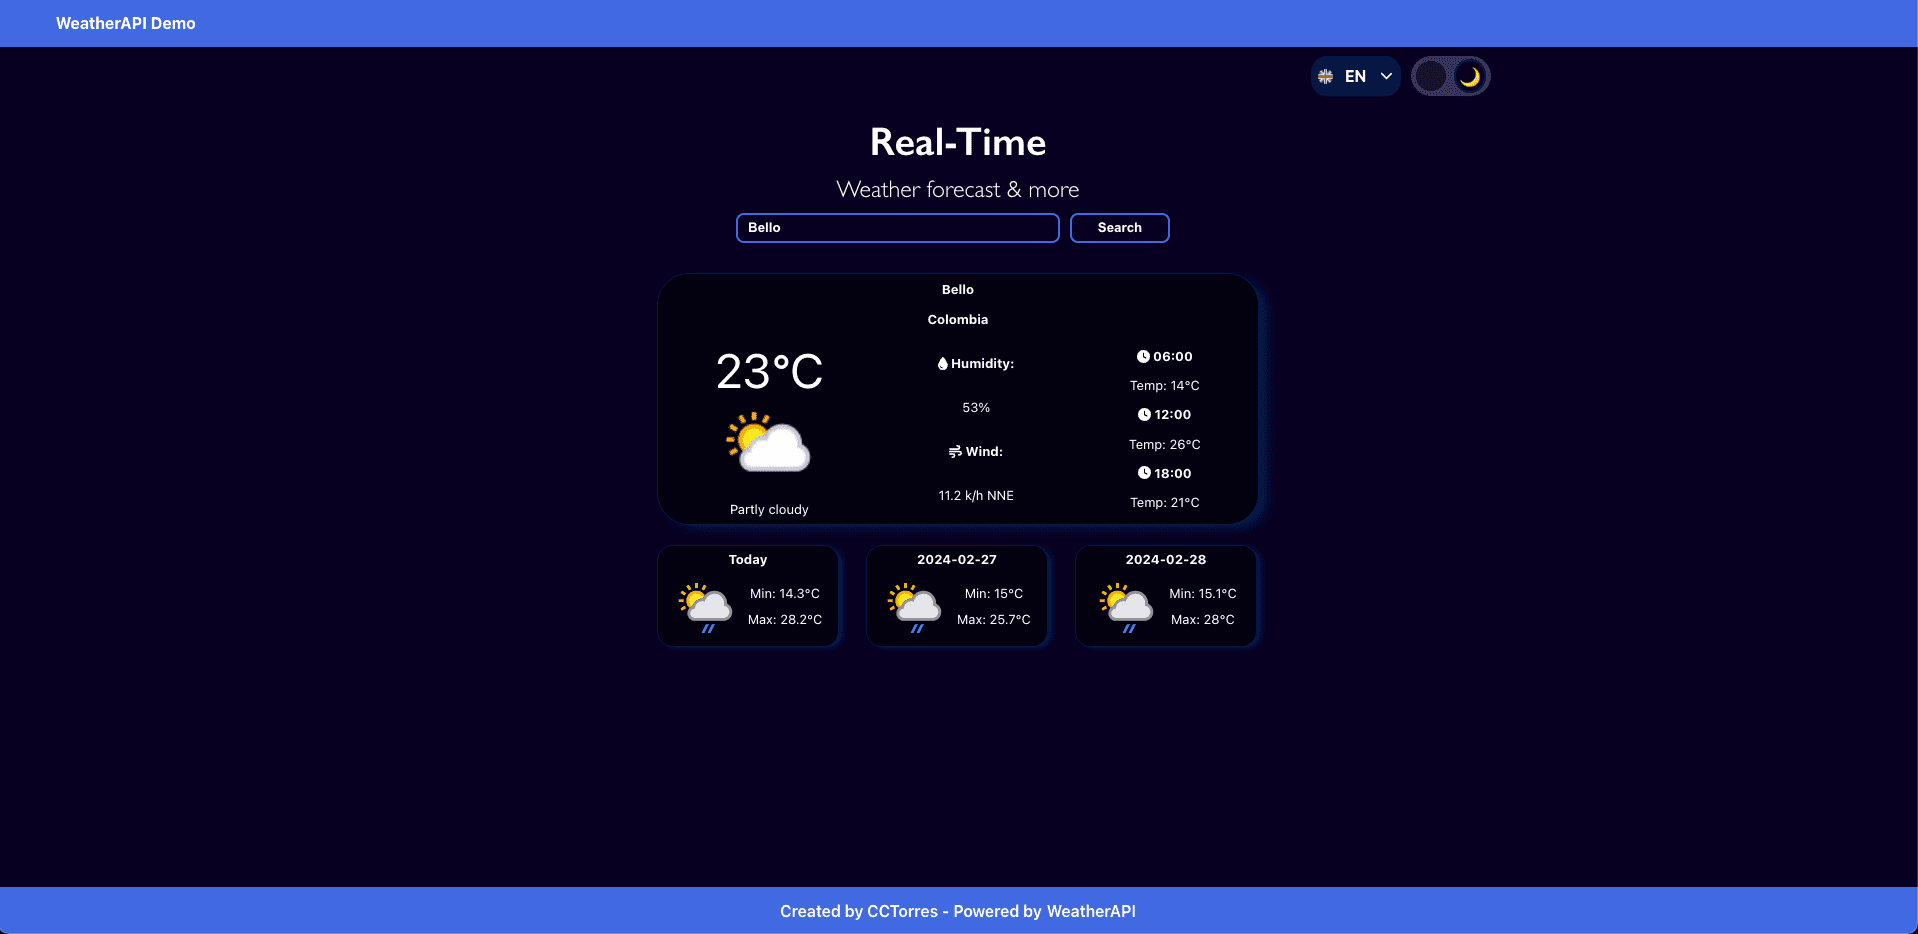 WeatherAPI Demo
EN
Real-Time
Weather forecast & more
Bello
Search
Bello
Colombia
23°C
Partly cloudy
Humidity:
53%
Wind:
11.2 k/h NNE
06:00
Temp: 14°C
12:00
Temp: 26°C
18:00
Temp: 21°C
Today
Min: 14.3°C
Max: 28.2°C
2024-02-27
Min: 15°C
Max: 25.7°C
2024-02-28
Min: 15.1°C
Max: 28°C
Created by CCTorres - Powered by WeatherAPI